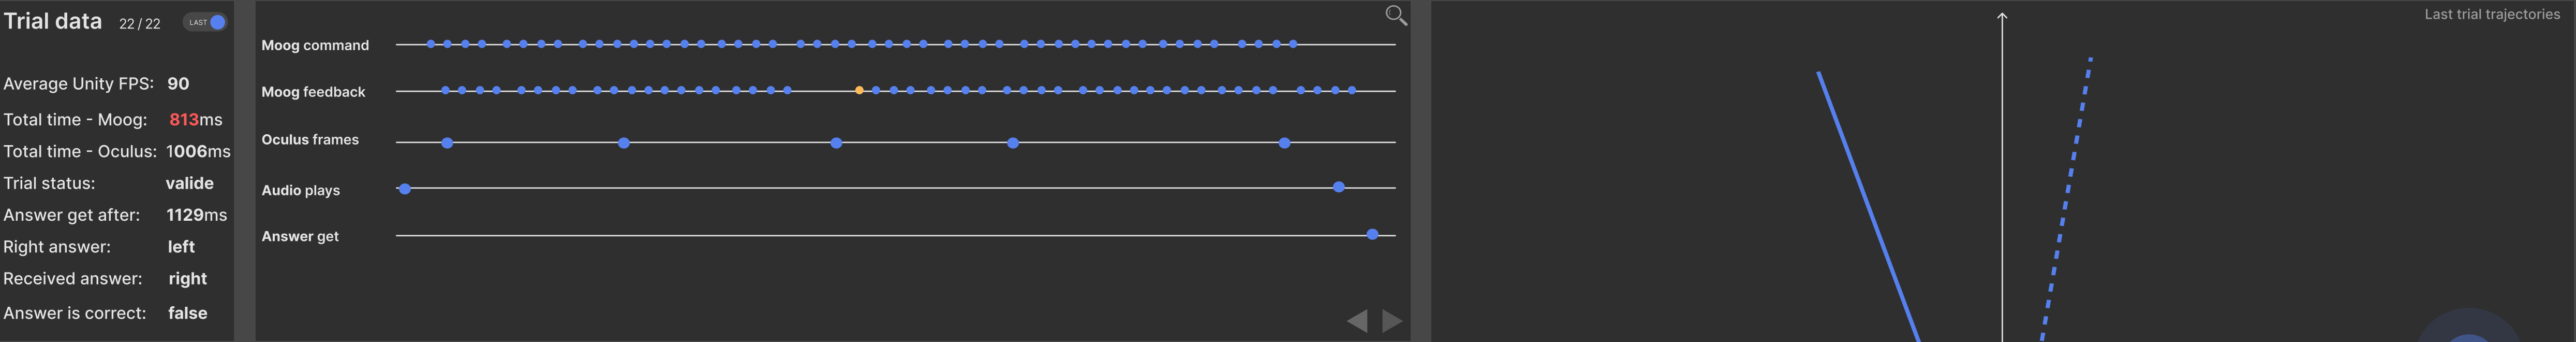 Trial data 22 / 22 LAST
Average Unity FPS: 90
Total time - Moog: 813ms
Total time - Oculus: 1006ms
Trial status: valide
Answer get after: 1129ms
Right answer: left
Received answer: right
Answer is correct: false
Moog command
Moog feedback
Oculus frames
Audio plays
Answer get
Last trial trajectories